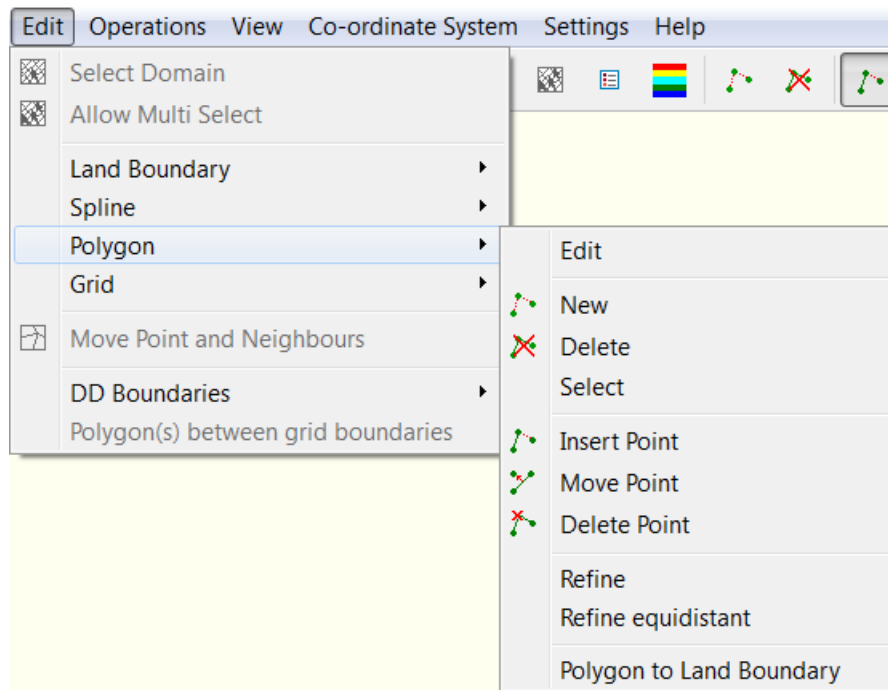 Edit Operations View Co-ordinate System Settings Help
Select Domain
Allow Multi Select
Land Boundary
Spline
Polygon
Grid
Move Point and Neighbours
DD Boundaries
Polygon(s) between grid boundaries
Edit
New
Delete
Select
Insert Point
Move Point
Delete Point
Refine
Refine equidistant
Polygon to Land Boundary